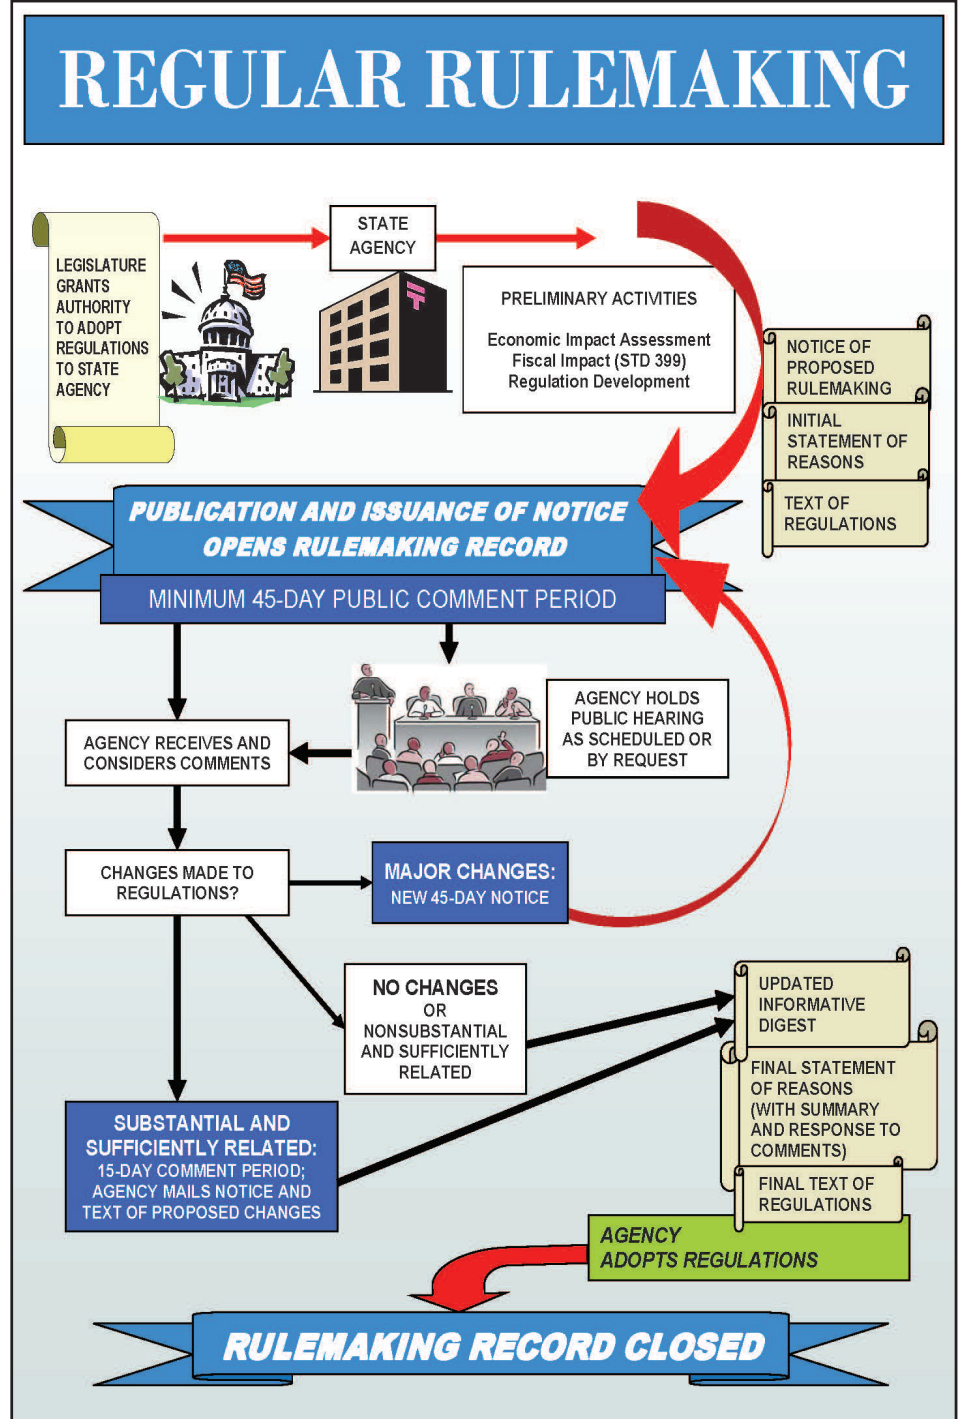 REGULAR RULEMAKING
LEGISLATURE
GRANTS
AUTHORITY
TO ADOPT
REGULATIONS
TO STATE
AGENCY
STATE
AGENCY
PRELIMINARY ACTIVITIES
Economic Impact Assessment
Fiscal Impact (STD 399)
Regulation Development
NOTICE OF
PROPOSED
RULEMAKING
INITIAL
STATEMENT OF
REASONS
TEXT OF
REGULATIONS
PUBLICATION AND ISSUANCE OF NOTICE
OPENS RULEMAKING RECORD
MINIMUM 45-DAY PUBLIC COMMENT PERIOD
AGENCY HOLDS
PUBLIC HEARING
AS SCHEDULED OR
BY REQUEST
AGENCY RECEIVES AND
CONSIDERS COMMENTS
CHANGES MADE TO
REGULATIONS?
MAJOR CHANGES:
NEW 45-DAY NOTICE
NO CHANGES
OR
NONSUBSTANTIAL
AND SUFFICIENTLY
RELATED
SUBSTANTIAL AND
SUFFICIENTLY RELATED:
15-DAY COMMENT PERIOD;
AGENCY MAILS NOTICE AND
TEXT OF PROPOSED CHANGES
UPDATED
INFORMATIVE
DIGEST
FINAL STATEMENT
OF REASONS
(WITH SUMMARY
AND RESPONSE TO
COMMENTS)
FINAL TEXT OF
REGULATIONS
AGENCY
ADOPTS REGULATIONS
RULEMAKING RECORD CLOSED